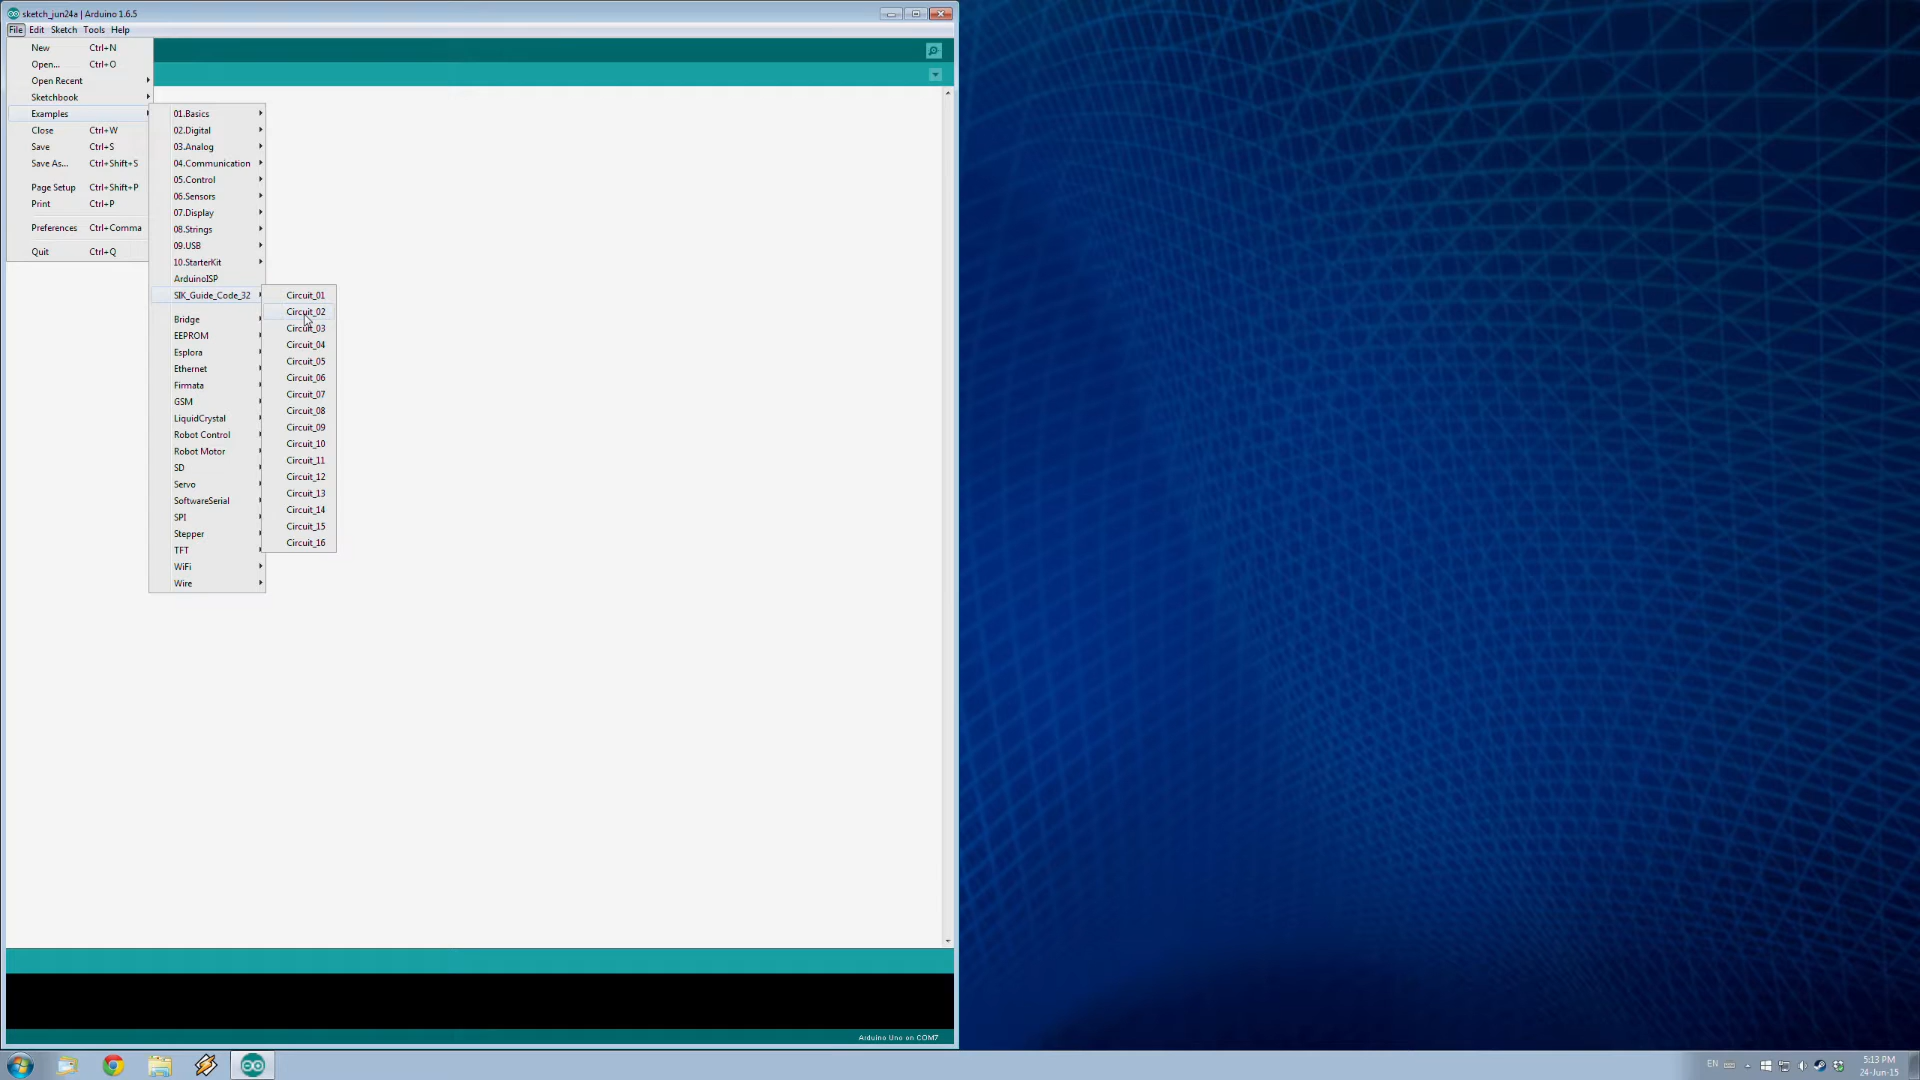 sketch_jun24a | Arduino 1.6.5
File Edit Sketch Tools Help
New Ctrl+N
Open... Ctrl+O
Open Recent
Sketchbook
Examples
Close Ctrl+W
Save Ctrl+S
Save As... Ctrl+Shift+S
Page Setup Ctrl+Shift+P
Print Ctrl+P
Preferences Ctrl+Comma
Quit Ctrl+Q
01.Basics
02.Digital
03.Analog
04.Communication
05.Control
06.Sensors
07.Display
08.Strings
09.USB
10.StarterKit
ArduinoISP
SIK_Guide_Code_32
Bridge
EEPROM
Esplora
Ethernet
Firmata
GSM
LiquidCrystal
Robot Control
Robot Motor
SD
Servo
SoftwareSerial
SPI
Stepper
TFT
WiFi
Wire
Circuit_01
Circuit_02
Circuit_03
Circuit_04
Circuit_05
Circuit_06
Circuit_07
Circuit_08
Circuit_09
Circuit_10
Circuit_11
Circuit_12
Circuit_13
Circuit_14
Circuit_15
Circuit_16
Arduino Uno on COM7
EN
5:13 PM
24-Jun-15